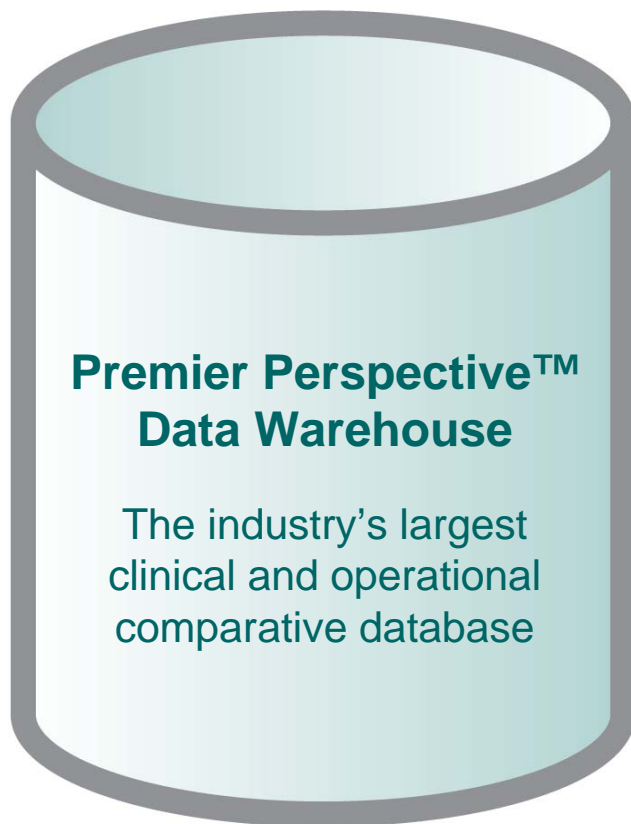 Premier Perspective™
Data Warehouse
The industry’s largest
clinical and operational
comparative database